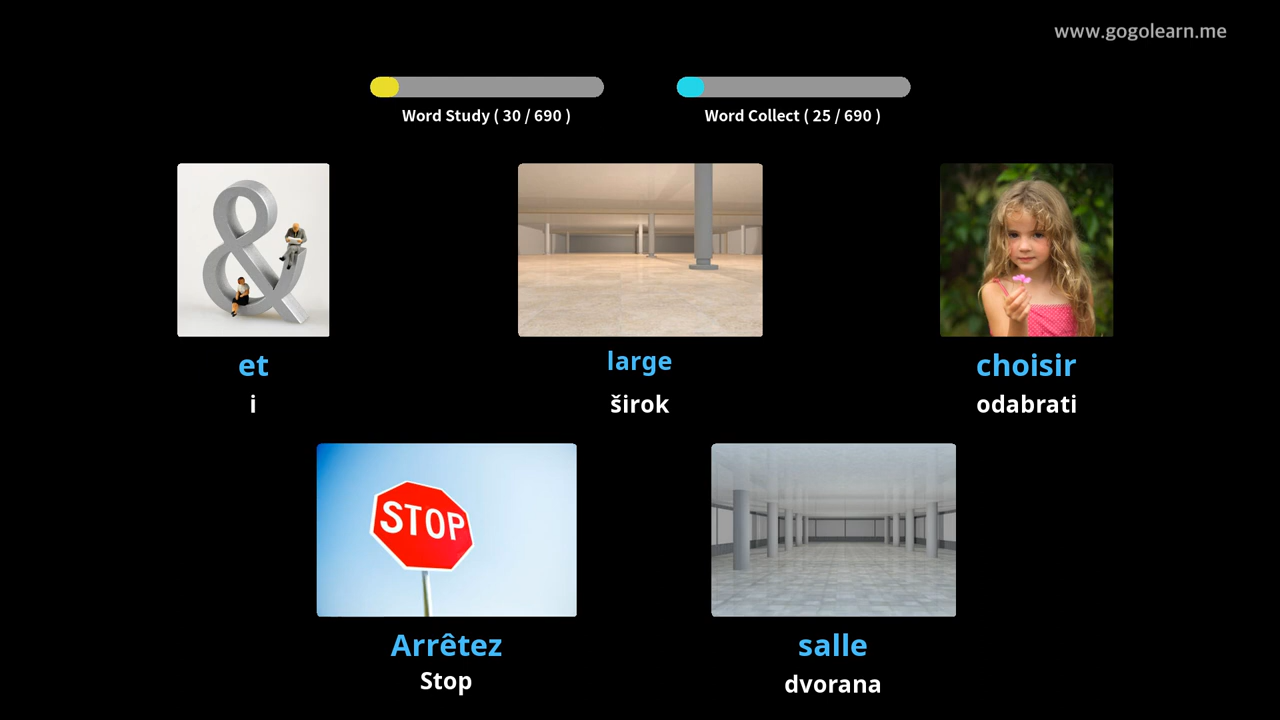 www.gogolearn.me
Word Study ( 30 / 690 )
Word Collect ( 25 / 690 )
&
et
i
large
širok
choisir
odabrati
STOP
Arrêtez
Stop
salle
dvorana